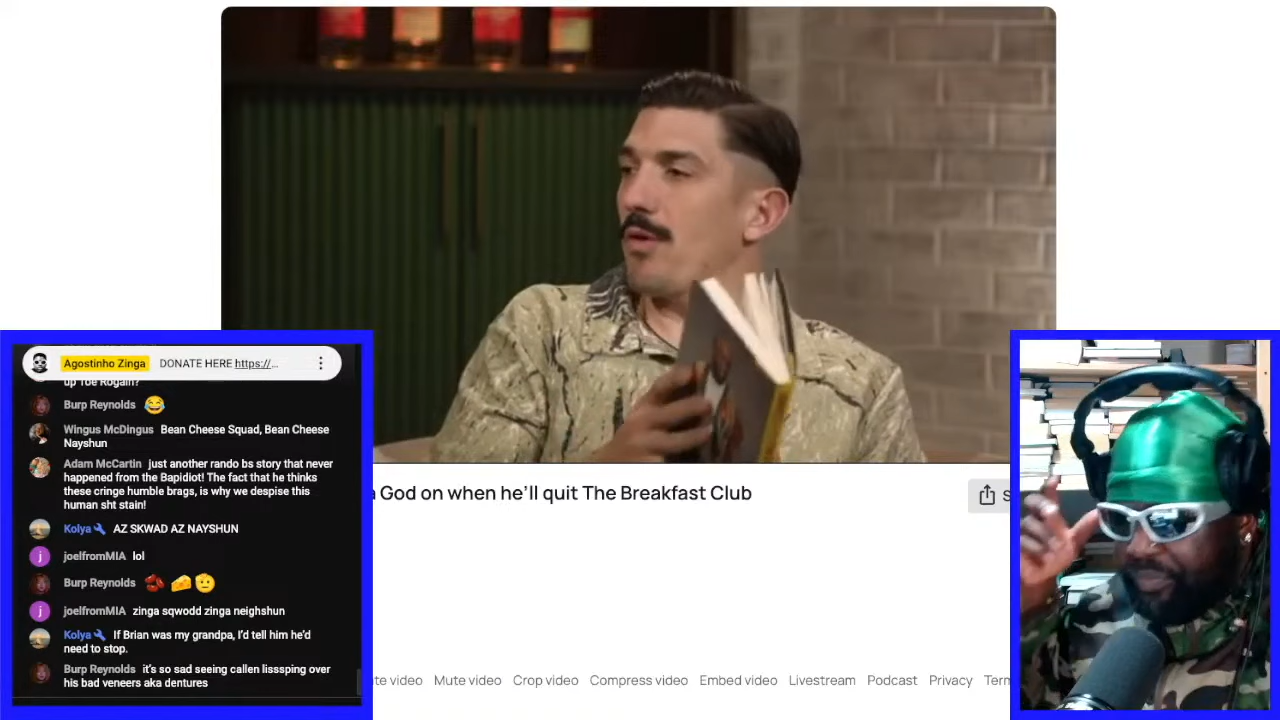 Agostinho Zinga DONATE HERE https://...
up Toe Rogain?
Burp Reynolds 😂
Wingus McDingus Bean Cheese Squad, Bean Cheese
Nayshun
Adam McCartin just another rando bs story that never
happened from the Bapidiot! The fact that he thinks
these cringe humble brags, is why we despise this
human sht stain!
Kolya AZ SKWAD AZ NAYSHUN
joelfromMIA lol
Burp Reynolds 🫘 🧀 🫡
joelfromMIA zinga sqwodd zinga neighshun
Kolya If Brian was my grandpa, I'd tell him he'd
need to stop.
Burp Reynolds it's so sad seeing callen lisssping over
his bad veneers aka dentures
God on when he'll quit The Breakfast Club
video Mute video Crop video Compress video Embed video Livestream Podcast Privacy